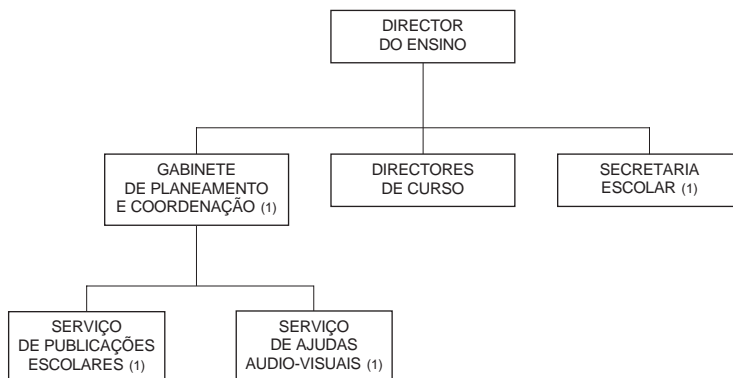 DIRECTOR
DO ENSINO
GABINETE
DE PLANEAMENTO
E COORDENAÇÃO (1)
DIRECTORES
DE CURSO
SECRETARIA
ESCOLAR (1)
SERVIÇO
DE PUBLICAÇÕES
ESCOLARES (1)
SERVIÇO
DE AJUDAS
AUDIO-VISUAIS (1)